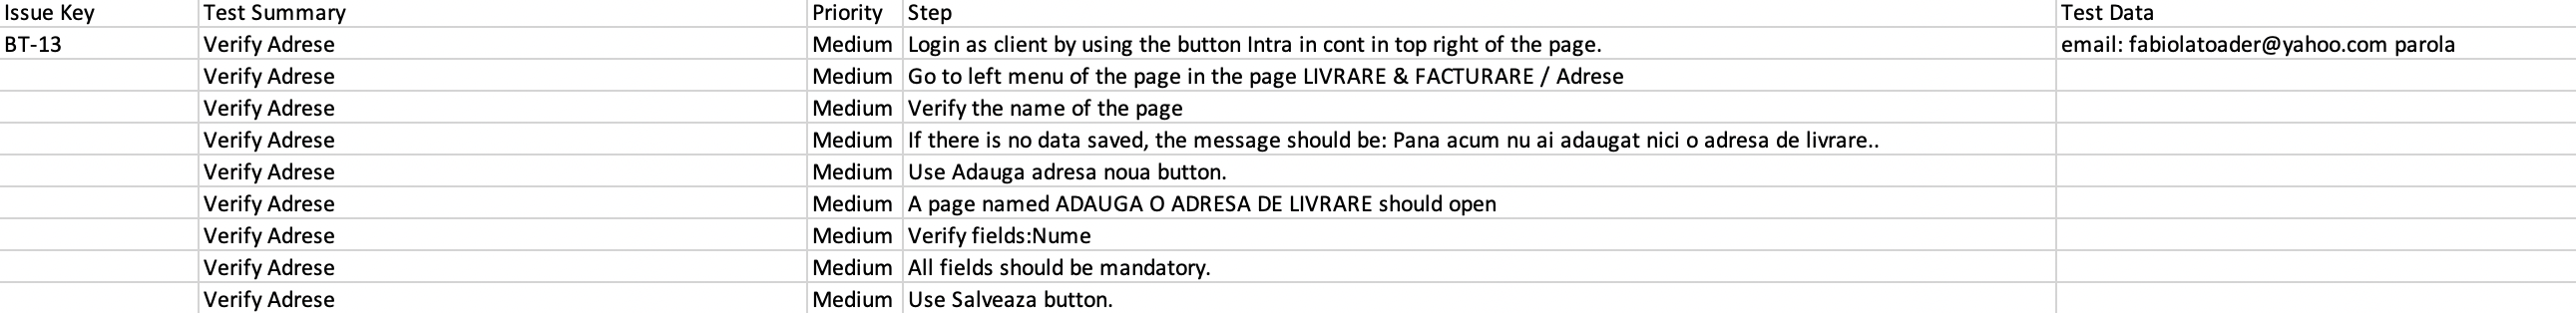 Issue Key Test Summary Priority Step Test Data
BT-13 Verify Adrese Medium Login as client by using the button Intra in cont in top right of the page. email: fabiolatoader@yahoo.com parola
Verify Adrese Medium Go to left menu of the page in the page LIVRARE & FACTURARE / Adrese
Verify Adrese Medium Verify the name of the page
Verify Adrese Medium If there is no data saved, the message should be: Pana acum nu ai adaugat nici o adresa de livrare..
Verify Adrese Medium Use Adauga adresa noua button.
Verify Adrese Medium A page named ADAUGA O ADRESA DE LIVRARE should open
Verify Adrese Medium Verify fields:Nume
Verify Adrese Medium All fields should be mandatory.
Verify Adrese Medium Use Salveaza button.